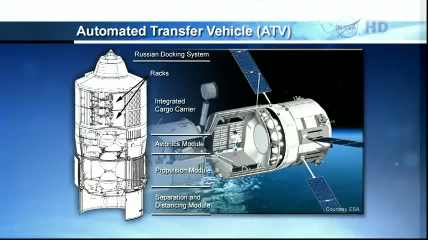 Automated Transfer Vehicle (ATV)
HD
Russian Docking System
Racks
Integrated
Cargo Carrier
Avionics Module
Propulsion Module
Separation and
Distancing Module
Courtesy ESA